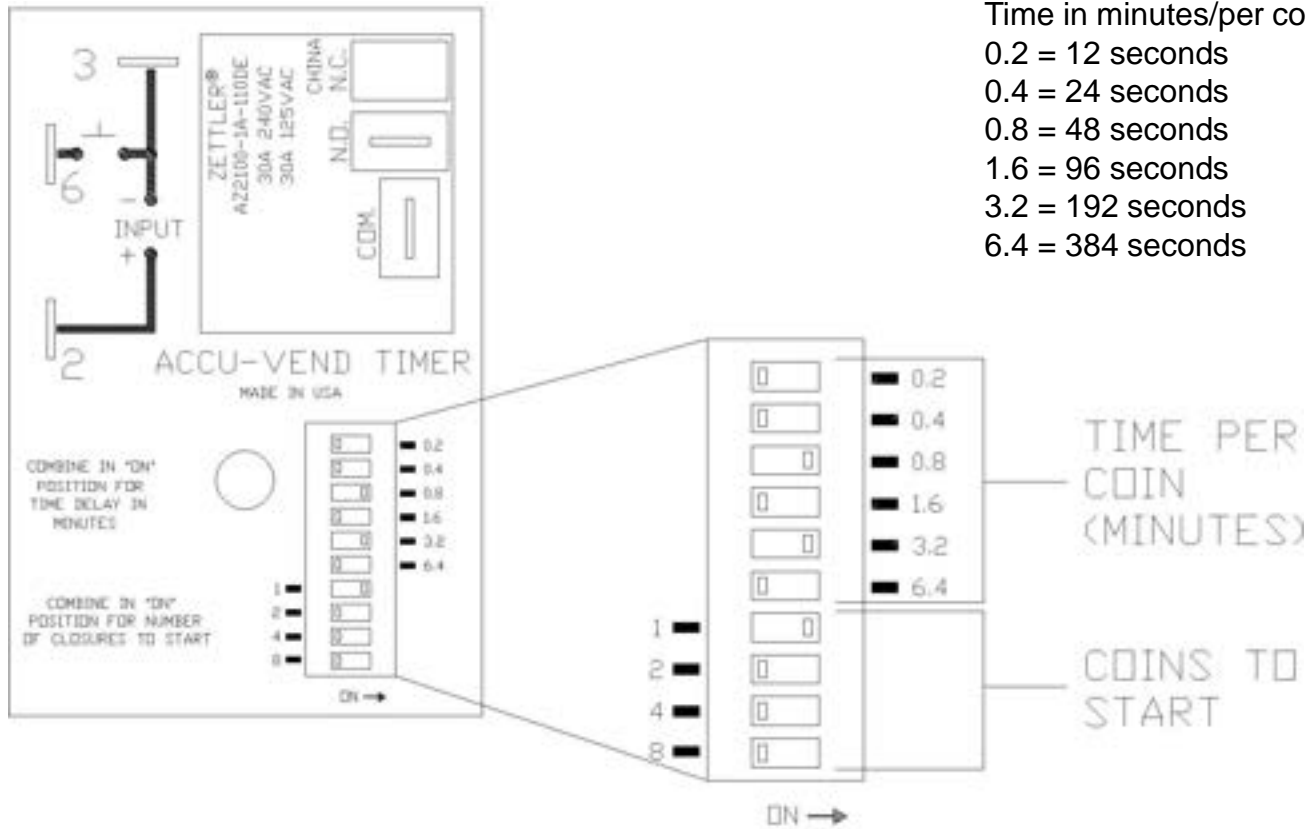 Time in minutes/per co
0.2 = 12 seconds
0.4 = 24 seconds
0.8 = 48 seconds
1.6 = 96 seconds
3.2 = 192 seconds
6.4 = 384 seconds
3
6
-
INPUT
+
2
ZETTLER®
AZ2100-1A-110DE
30A 240VAC
30A 125VAC
CHINA
N.C.
N.O.
COM.
ACCU-VEND TIMER
MADE IN USA
COMBINE IN "ON"
POSITION FOR
TIME DELAY IN
MINUTES
0.2
0.4
0.8
1.6
3.2
6.4
COMBINE IN "ON"
POSITION FOR NUMBER
OF CLOSURES TO START
1
2
4
8
ON
0.2
0.4
0.8
1.6
3.2
6.4
TIME PER
COIN
(MINUTES)
1
2
4
8
COINS TO
START
ON